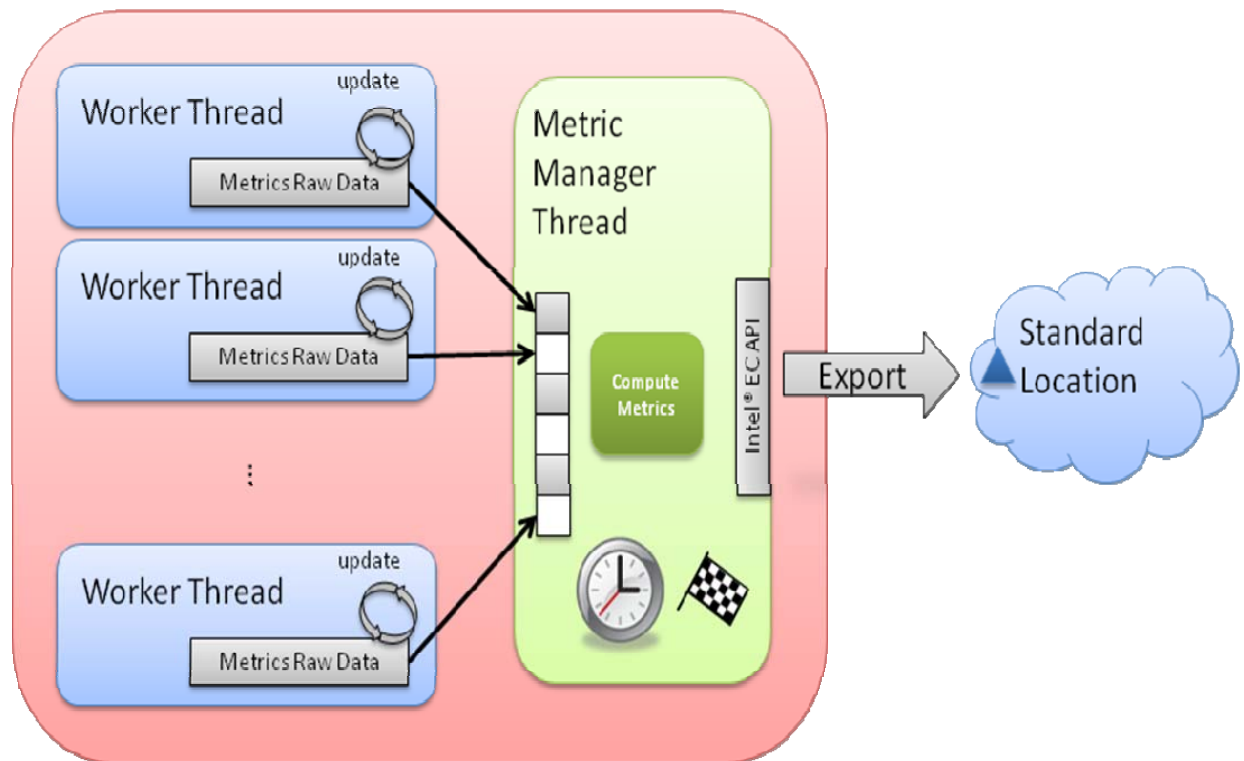 update
Worker Thread
Metrics Raw Data
update
Worker Thread
Metrics Raw Data
...
update
Worker Thread
Metrics Raw Data
Metric
Manager
Thread
Compute
Metrics
Intel® EC API
Export
Standard
Location